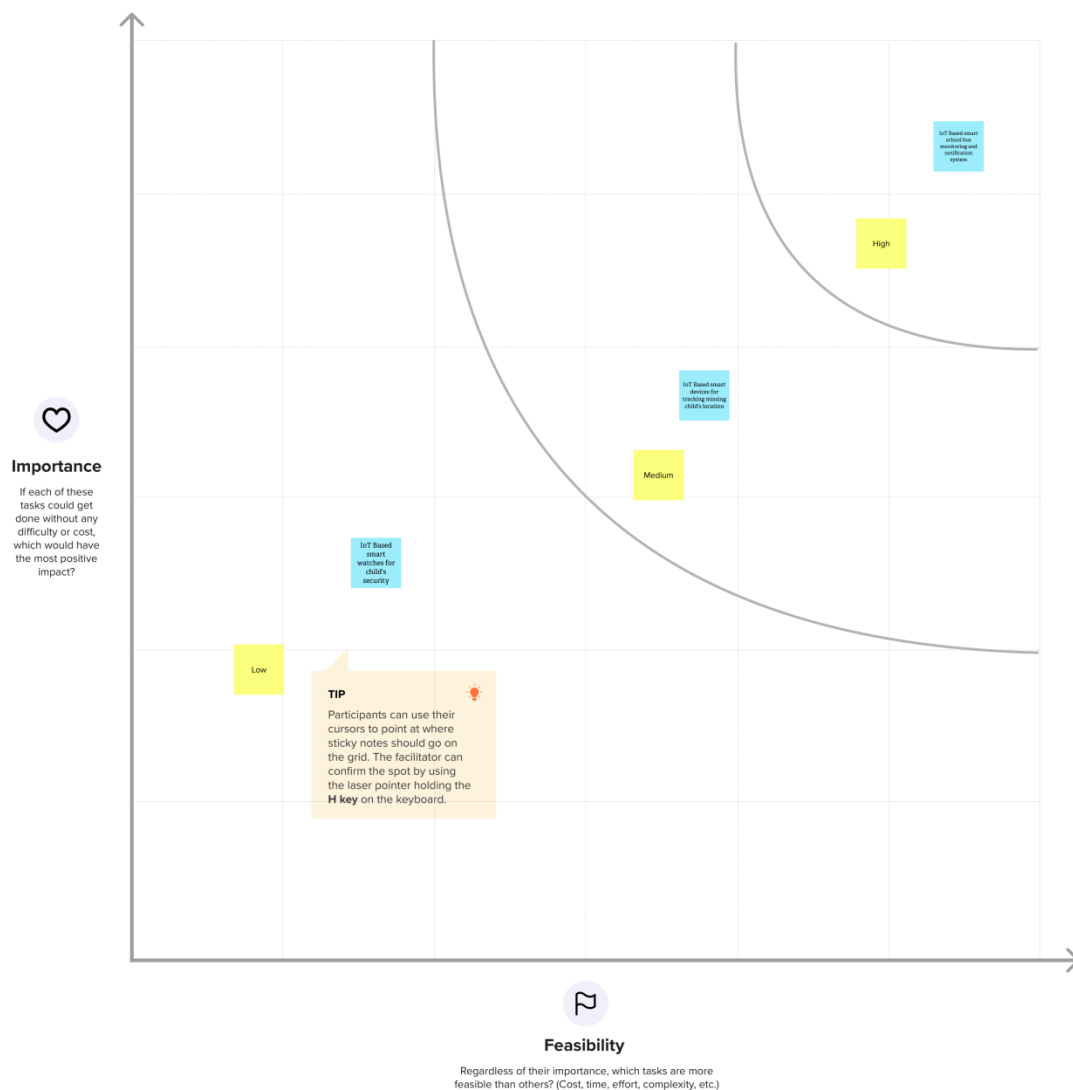 IoT Based smart
school bus
monitoring and
notification
system
High
IoT Based smart
devices for
tracking missing
child's location
Medium
Importance
If each of these
tasks could get
done without any
difficulty or cost,
which would have
the most positive
impact?
IoT Based
smart
watches for
child's
security
Low
TIP
Participants can use their
cursors to point at where
sticky notes should go on
the grid. The facilitator can
confirm the spot by using
the laser pointer holding the
H key on the keyboard.
Feasibility
Regardless of their importance, which tasks are more
feasible than others? (Cost, time, effort, complexity, etc.)